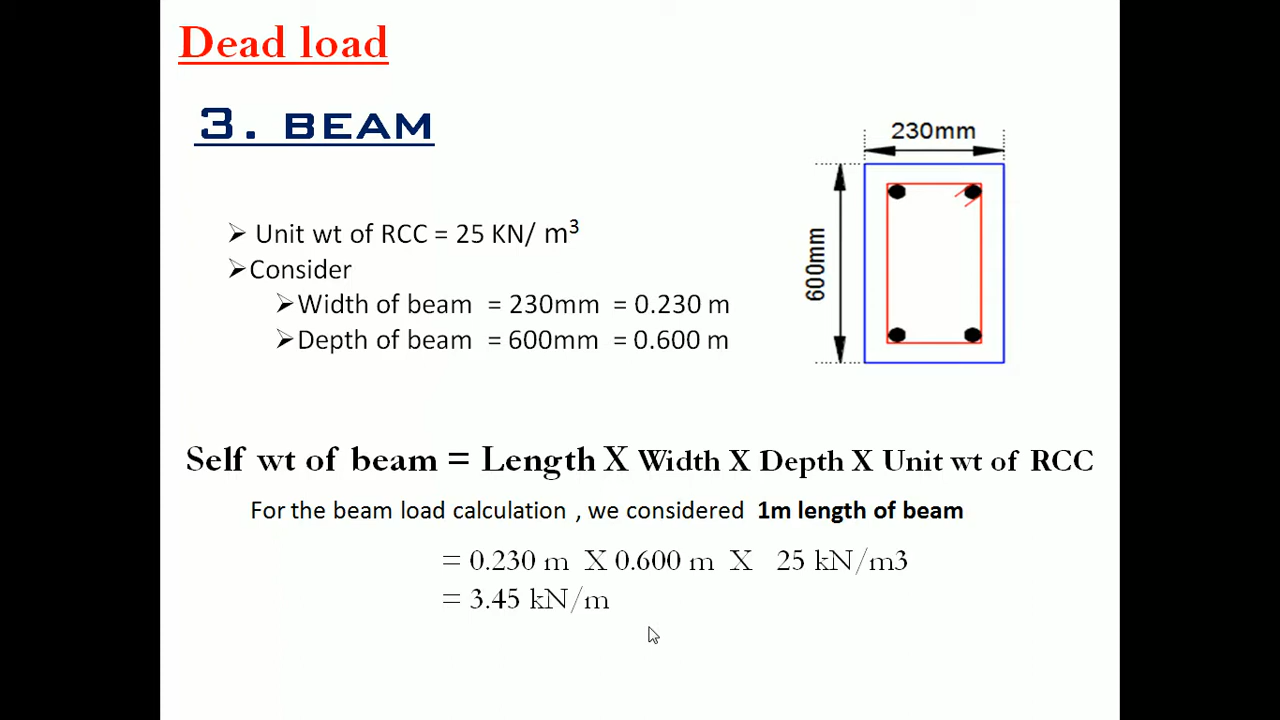 Dead load
3. BEAM
230mm
600mm
➢ Unit wt of RCC = 25 KN/ m³
➢Consider
➢Width of beam = 230mm = 0.230 m
➢Depth of beam = 600mm = 0.600 m
Self wt of beam = Length X Width X Depth X Unit wt of RCC
For the beam load calculation , we considered 1m length of beam
= 0.230 m X 0.600 m X 25 kN/m3
= 3.45 kN/m